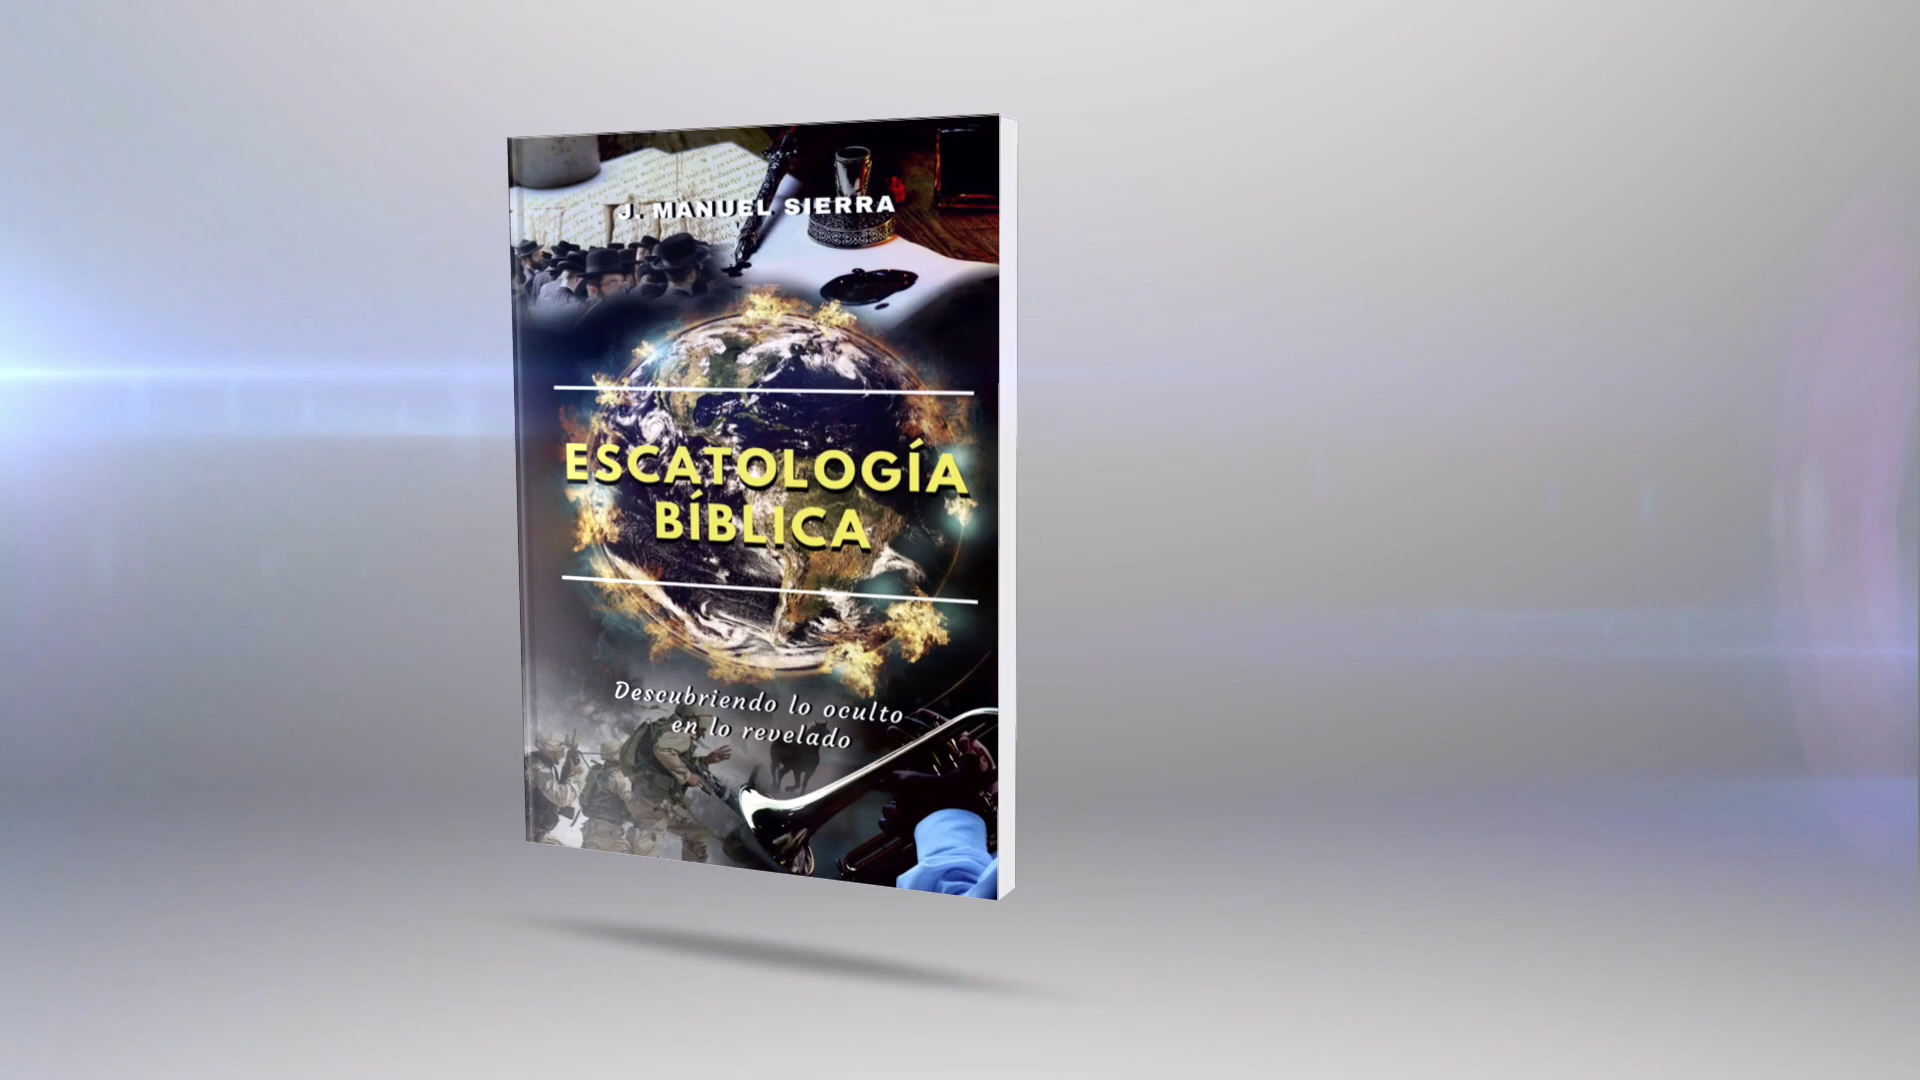 J. MANUEL SIERRA
ESCATOLOGÍA
BÍBLICA
Descubriendo lo oculto
en lo revelado